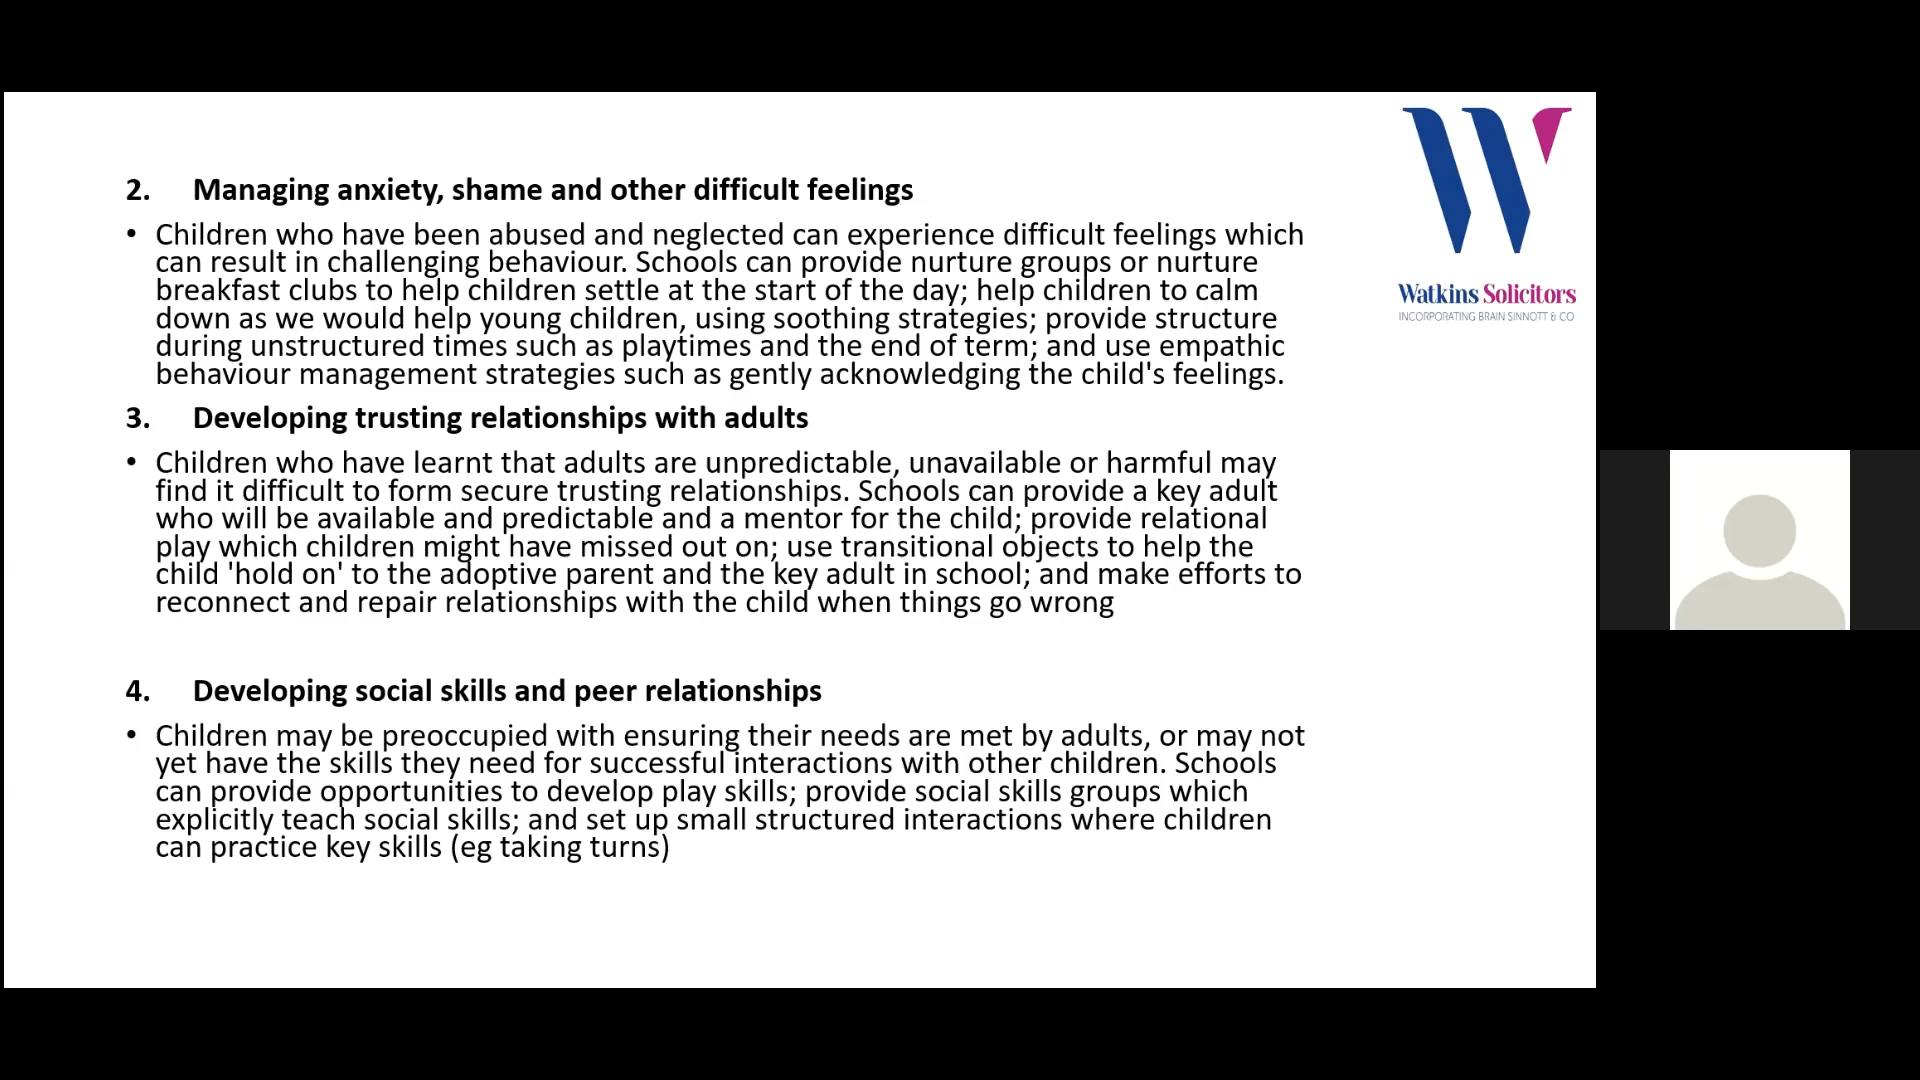 2. Managing anxiety, shame and other difficult feelings
• Children who have been abused and neglected can experience difficult feelings which
can result in challenging behaviour. Schools can provide nurture groups or nurture
breakfast clubs to help children settle at the start of the day; help children to calm
down as we would help young children, using soothing strategies; provide structure
during unstructured times such as playtimes and the end of term; and use empathic
behaviour management strategies such as gently acknowledging the child's feelings.
3. Developing trusting relationships with adults
• Children who have learnt that adults are unpredictable, unavailable or harmful may
find it difficult to form secure trusting relationships. Schools can provide a key adult
who will be available and predictable and a mentor for the child; provide relational
play which children might have missed out on; use transitional objects to help the
child 'hold on' to the adoptive parent and the key adult in school; and make efforts to
reconnect and repair relationships with the child when things go wrong
4. Developing social skills and peer relationships
• Children may be preoccupied with ensuring their needs are met by adults, or may not
yet have the skills they need for successful interactions with other children. Schools
can provide opportunities to develop play skills; provide social skills groups which
explicitly teach social skills; and set up small structured interactions where children
can practice key skills (eg taking turns)
W
Watkins Solicitors
INCORPORATING BRAIN SINNOTT & CO